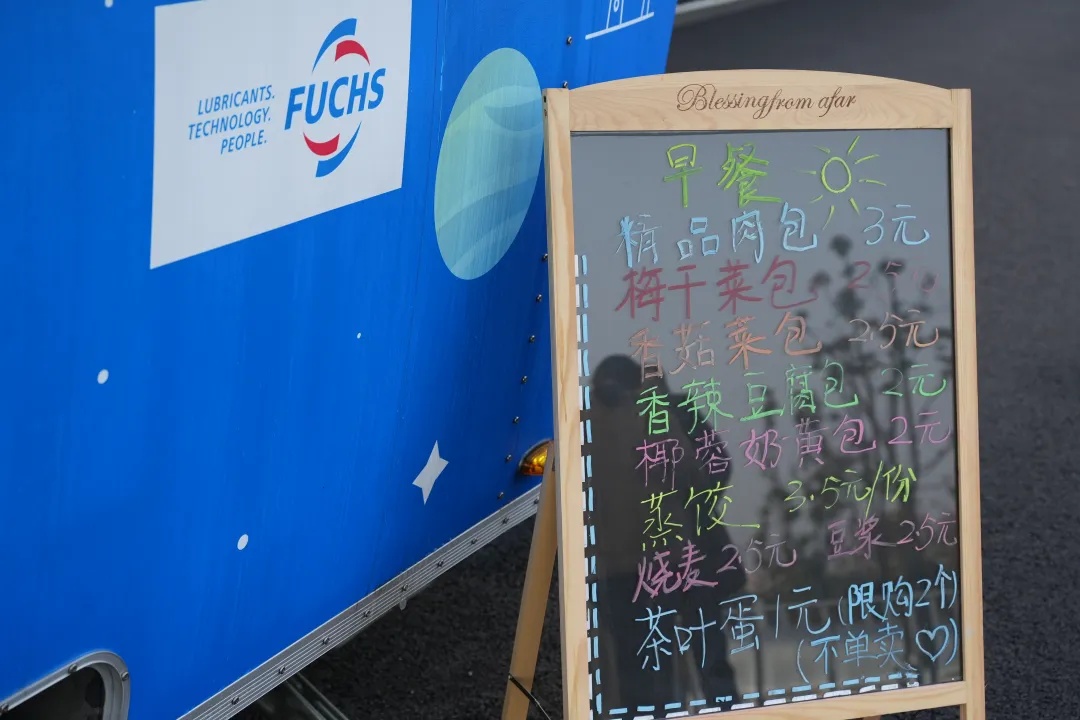 LUBRICANTS.
TECHNOLOGY.
PEOPLE.
FUCHS
Blessing from afar
早餐
精品肉包 3元
梅干菜包 2.5元
香菇菜包 2.5元
香辣豆腐包 2元
椰蓉奶黄包 2元
蒸饺 3.5元/份
烧麦 2.5元 豆浆 2.5元
茶叶蛋 1元 (限购2个)
(不单卖♡)